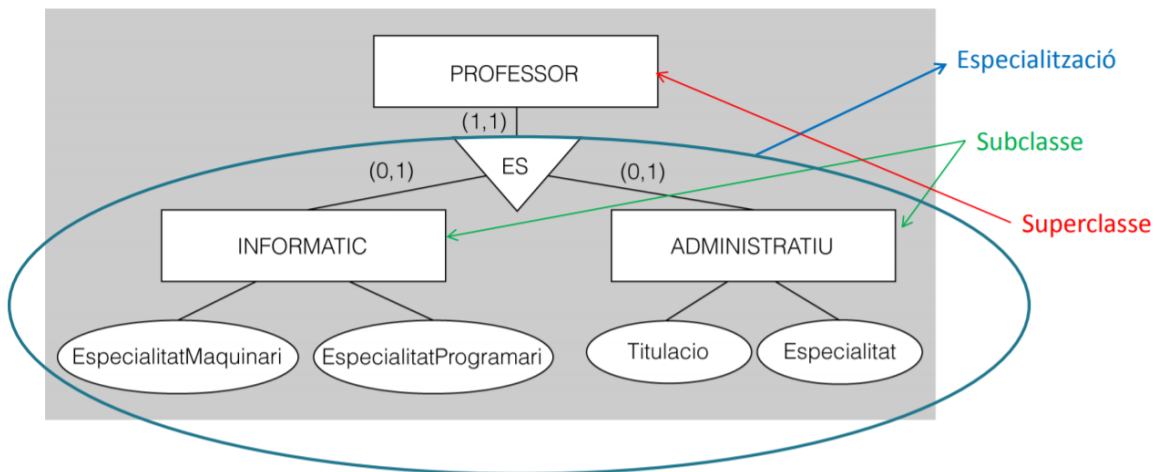 PROFESSOR
Especialització
(1,1)
ES
Subclasse
(0,1)
(0,1)
Superclasse
INFORMATIC
ADMINISTRATIU
EspecialitatMaquinari
EspecialitatProgramari
Titulacio
Especialitat